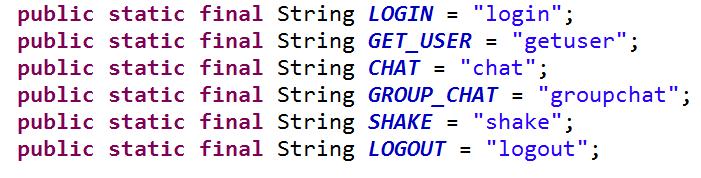 public static final String LOGIN = "login";
public static final String GET_USER = "getuser";
public static final String CHAT = "chat";
public static final String GROUP_CHAT = "groupchat";
public static final String SHAKE = "shake";
public static final String LOGOUT = "logout";